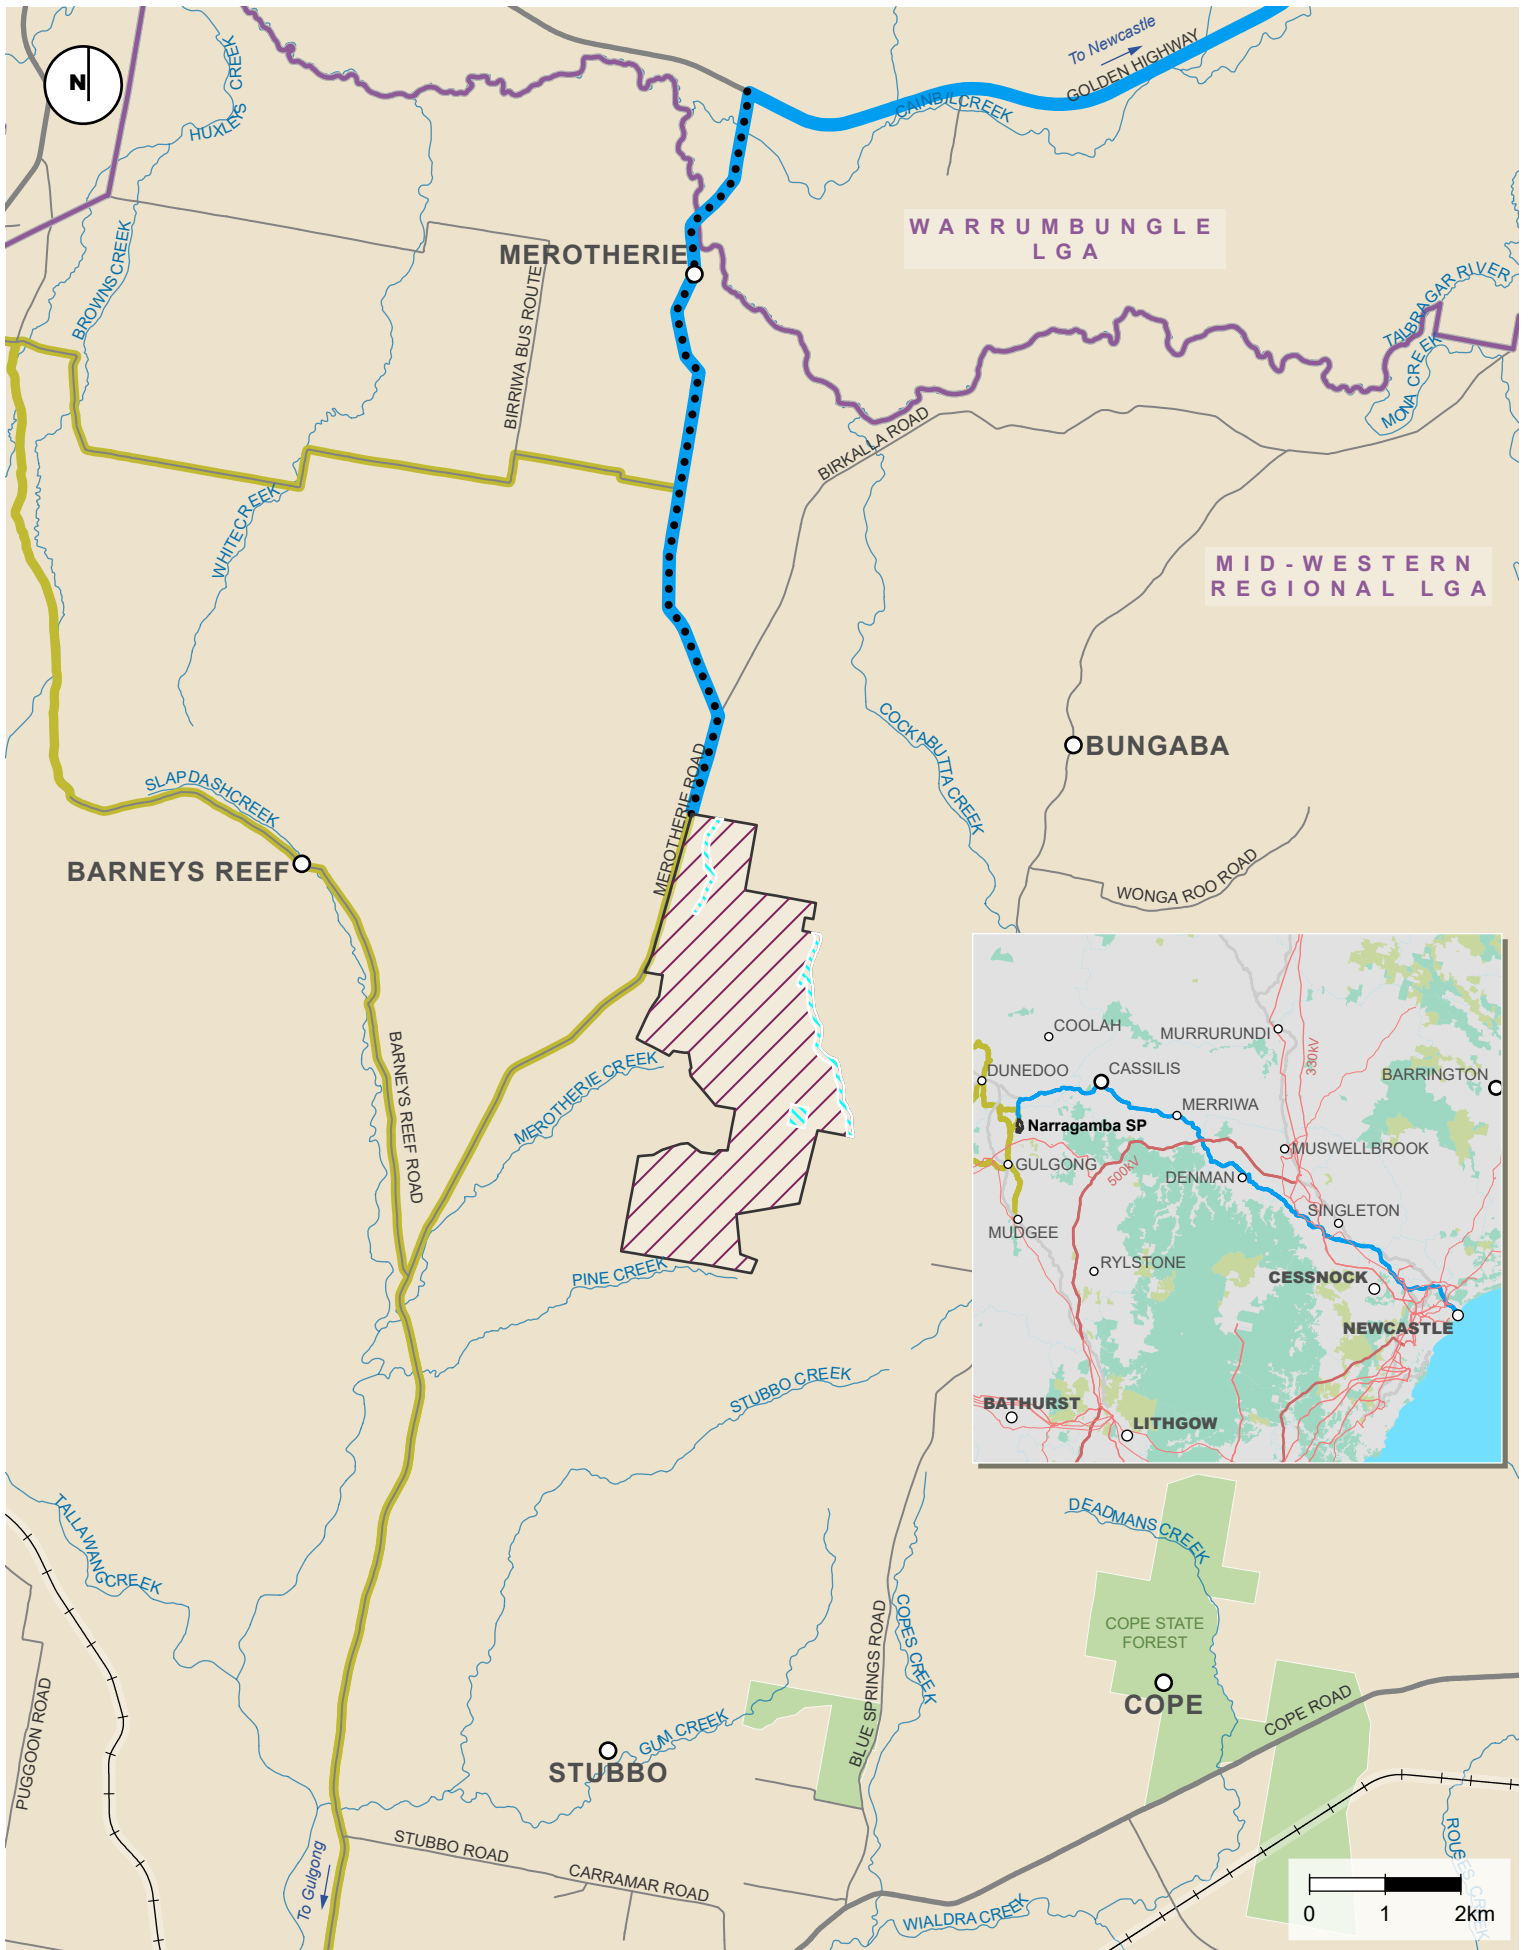 To Newcastle
GOLDEN HIGHWAY
N
HUXLEYS CREEK
CAINBIL CREEK
WARRUMBUNGLE
LGA
MEROTHERIE
BROWNS CREEK
BIRRIWA BUS ROUTE
TALBRAGAR RIVER
MONA CREEK
BIRKALLA ROAD
WHITE CREEK
MID-WESTERN
REGIONAL LGA
COCKABUTTA CREEK
BUNGABA
SLAPDASH CREEK
MEROTHERIE ROAD
BARNEYS REEF
WONGA ROO ROAD
BARNEYS REEF ROAD
MEROTHERIE CREEK
PINE CREEK
COOLAH
MURRURUNDI
330kV
DUNEDOO
CASSILIS
BARRINGTON
MERRIWA
Narragamba SP
MUSWELLBROOK
GULGONG
500kV
DENMAN
SINGLETON
MUDGEE
RYLSTONE
CESSNOCK
NEWCASTLE
BATHURST
LITHGOW
STUBBO CREEK
TALLAWANG CREEK
DEADMANS CREEK
COPES CREEK
COPE STATE
FOREST
BLUE SPRINGS ROAD
COPE
COPE ROAD
PUGGOON ROAD
GUM CREEK
STUBBO
ROUSES CREEK
To Gulgong
STUBBO ROAD
CARRAMAR ROAD
WIALDRA CREEK
0 1 2km